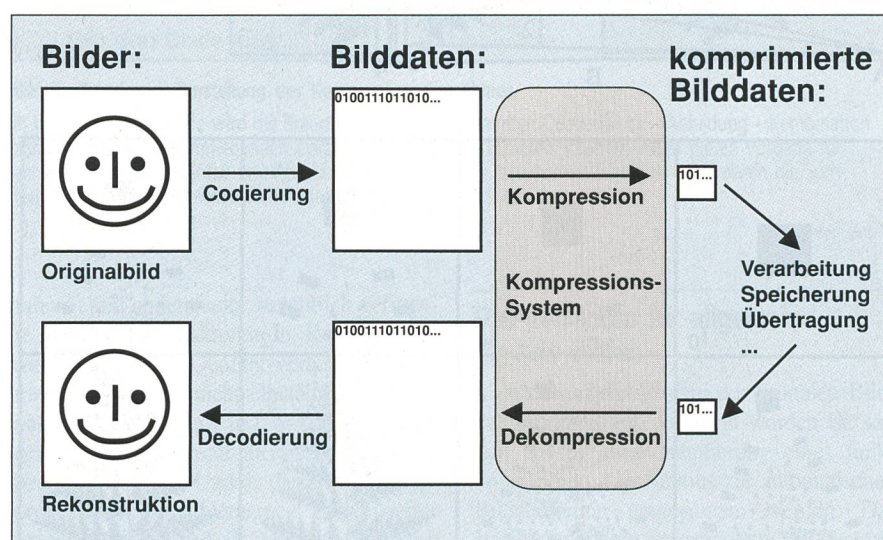 Bilder:
Bilddaten:
komprimierte
Bilddaten:
0100111011010...
Codierung
Kompression
101...
Originalbild
Kompressions-
System
Verarbeitung
Speicherung
Übertragung
...
0100111011010...
Decodierung
Dekompression
101...
Rekonstruktion